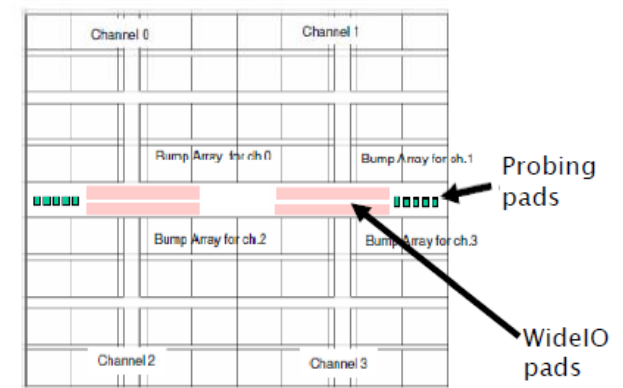 Channel 0
Channel 1
Bump Array for ch.0
Bump Array for ch.1
Probing
pads
Bump Array for ch.2
Bump Array for ch.3
WideIO
pads
Channel 2
Channel 3